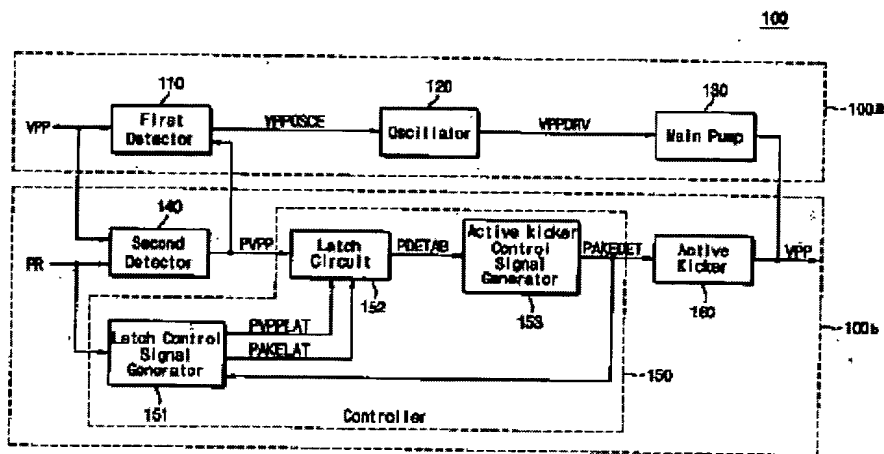 100
110
120
130
100a
VPP
First
Detector
VPPOSCE
Oscillator
VPPDRV
Main Pump
140
PR
Second
Detector
PVPP
Latch
Circuit
152
PDETAB
Active kicker
Control
Signal
Generator
153
PAKEDET
Active
Kicker
160
VPP
100b
Latch Control
Signal
Generator
151
PVPPLAT
PAKELAT
150
Controller